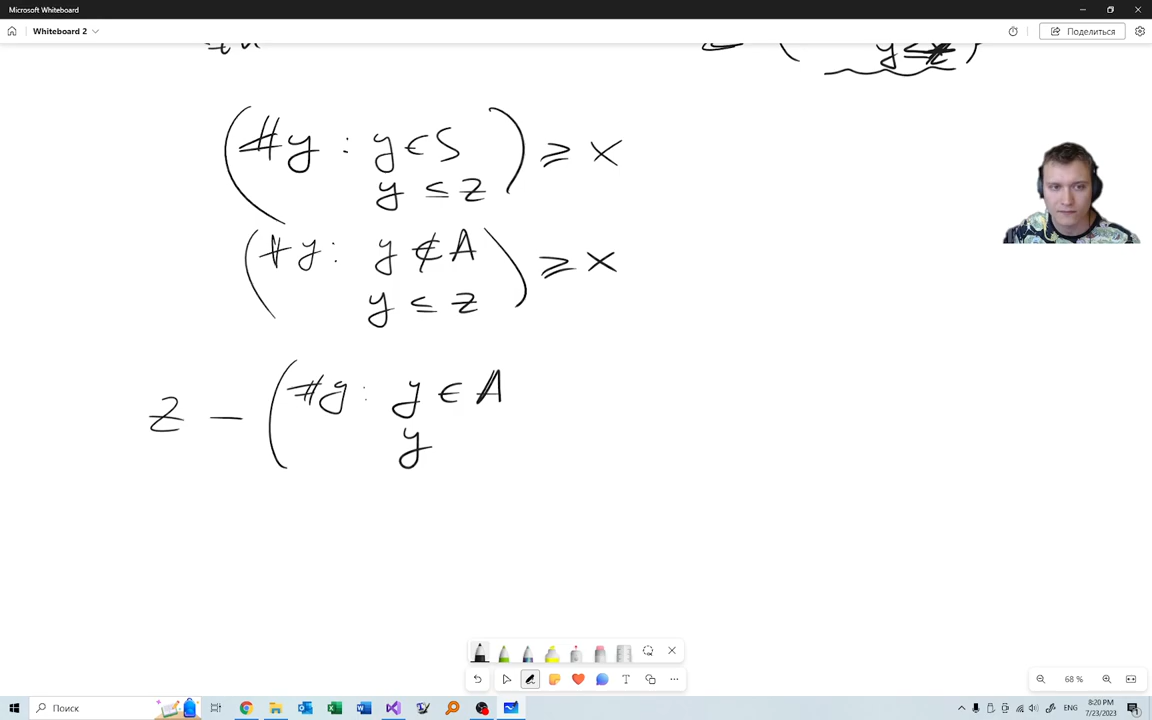 Microsoft Whiteboard
Whiteboard 2
Поделиться
y ≤ z )
( #y : y ∈ S
y ≤ z ) ≥ x
( #y : y ∉ A
y ≤ z ) ≥ x
z − ( #y : y ∈ A
y
68 %
Поиск
ENG
8:20 PM
7/23/2023